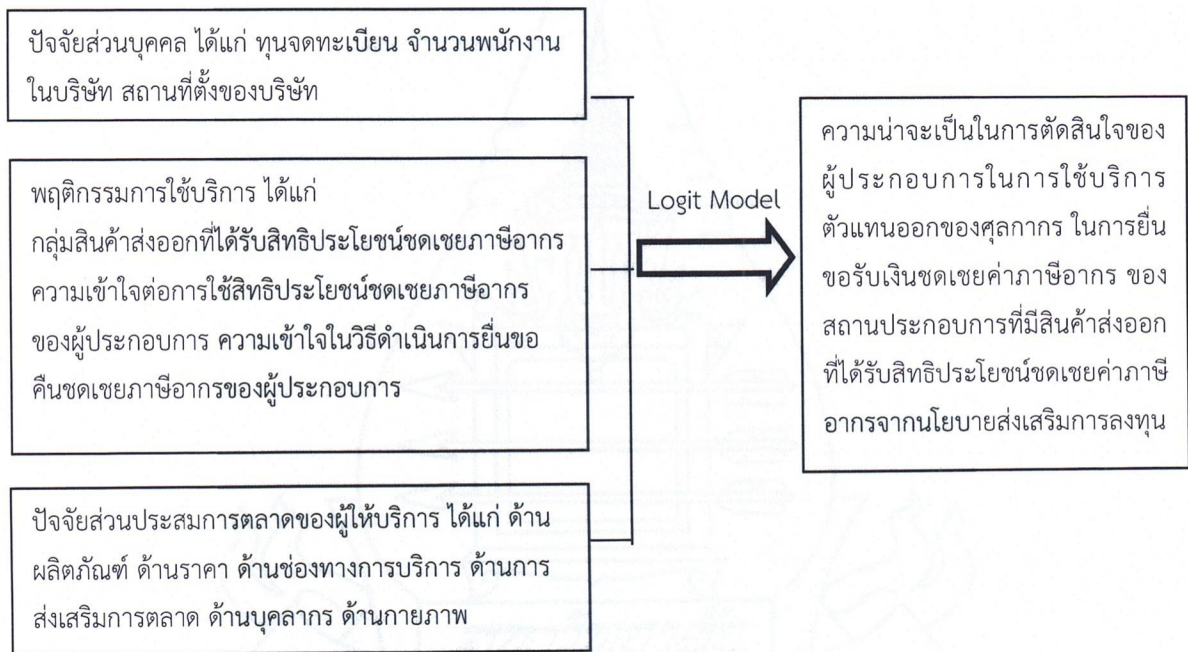 ปัจจัยส่วนบุคคล ได้แก่ ทุนจดทะเบียน จำนวนพนักงาน
ในบริษัท สถานที่ตั้งของบริษัท
พฤติกรรมการใช้บริการ ได้แก่
กลุ่มสินค้าส่งออกที่ได้รับสิทธิประโยชน์ชดเชยภาษีอากร
ความเข้าใจต่อการใช้สิทธิประโยชน์ชดเชยภาษีอากร
ของผู้ประกอบการ ความเข้าใจในวิธีดำเนินการยื่นขอ
คืนชดเชยภาษีอากรของผู้ประกอบการ
ปัจจัยส่วนประสมการตลาดของผู้ให้บริการ ได้แก่ ด้าน
ผลิตภัณฑ์ ด้านราคา ด้านช่องทางการบริการ ด้านการ
ส่งเสริมการตลาด ด้านบุคลากร ด้านกายภาพ
Logit Model
ความน่าจะเป็นในการตัดสินใจของ
ผู้ประกอบการในการใช้บริการ
ตัวแทนออกของศุลกากร ในการยื่น
ขอรับเงินชดเชยค่าภาษีอากร ของ
สถานประกอบการที่มีสินค้าส่งออก
ที่ได้รับสิทธิประโยชน์ชดเชยค่าภาษี
อากรจากนโยบายส่งเสริมการลงทุน